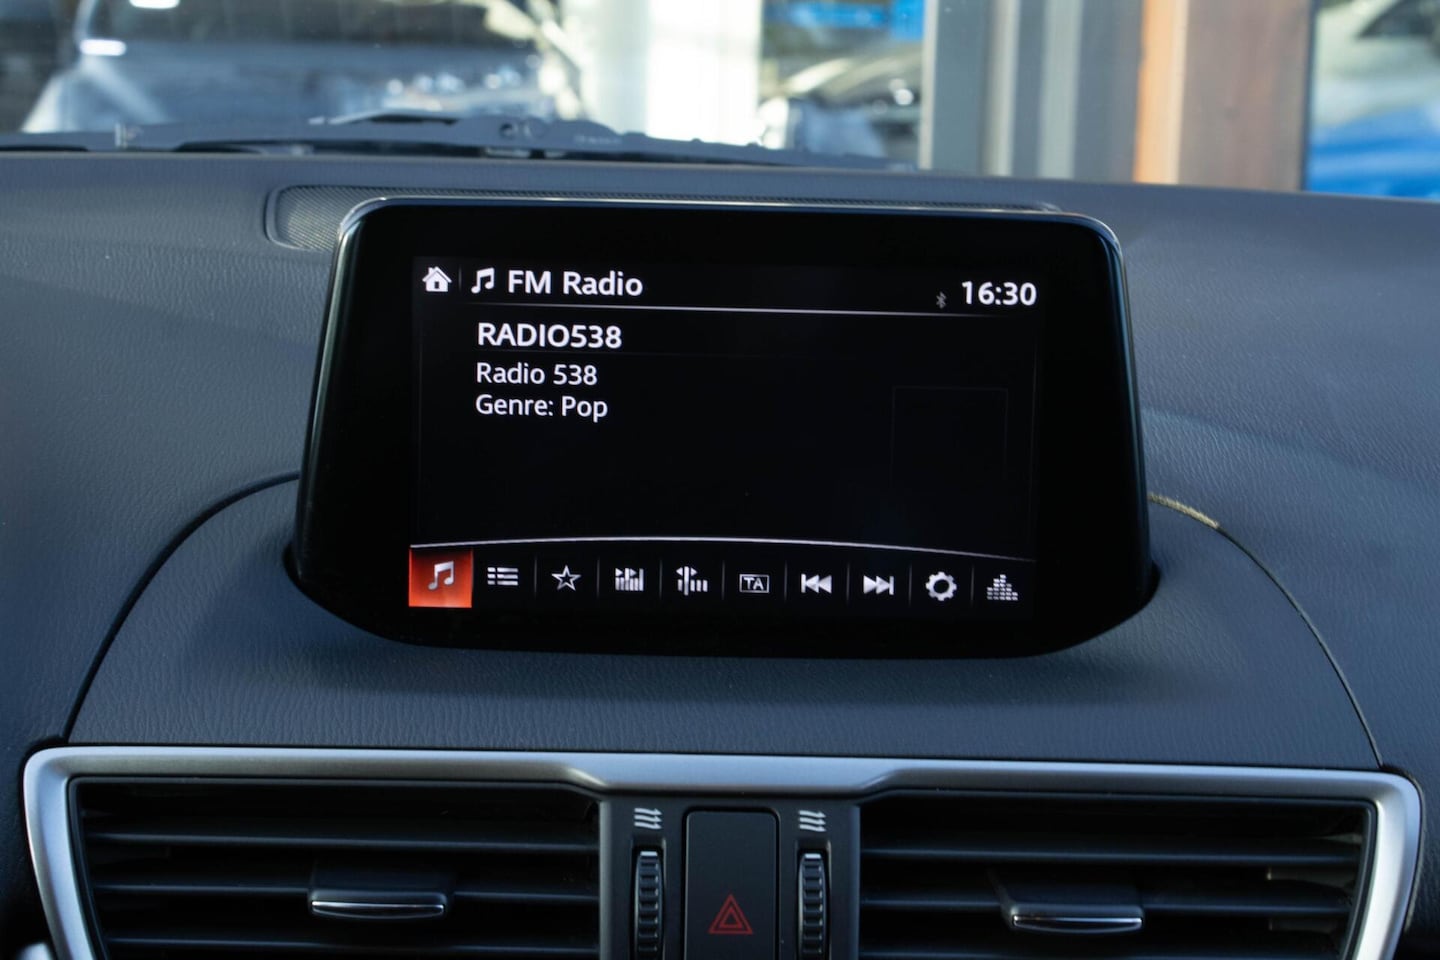 FM Radio
16:30
RADIO538
Radio 538
Genre: Pop
TA